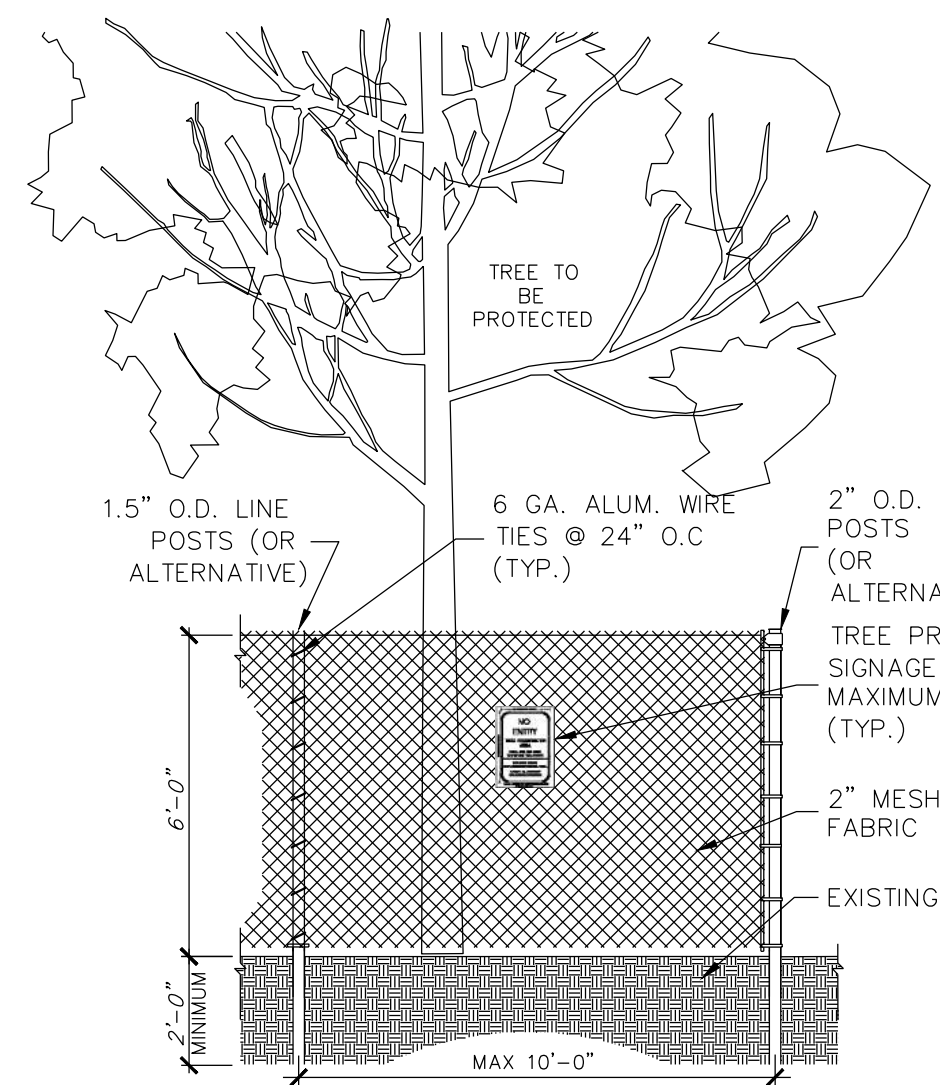 TREE TO
BE
PROTECTED
1.5" O.D. LINE
POSTS (OR
ALTERNATIVE)
6 GA. ALUM. WIRE
TIES @ 24" O.C
(TYP.)
2" O.D.
POSTS
(OR
ALTERNA
TREE PR
SIGNAGE
MAXIMUM
(TYP.)
NO
ENTRY
2" MESH
FABRIC
EXISTING
6'-0"
2'-0"
MINIMUM
MAX 10'-0"